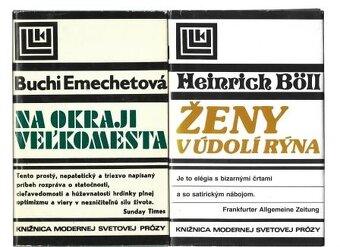 Buchi Emechetová
NA OKRAJI
VEĽKOMESTA
Tento prostý, nepatetický a triezvo napísaný
príbeh rozpráva o statočnosti,
cieľavedomosti a húževnatosti hrdinky plnej
optimizmu a viery v nezničiteľnú silu života.
Sunday Times
KNIŽNICA MODERNEJ SVETOVEJ PRÓZY
Heinrich Böll
ŽENY
V ÚDOLÍ RÝNA
Je to elégia s bizarnými črtami
a so satirickým nábojom.
Frankfurter Allgemeine Zeitung
KNIŽNICA MODERNEJ SVETOVEJ PRÓZY